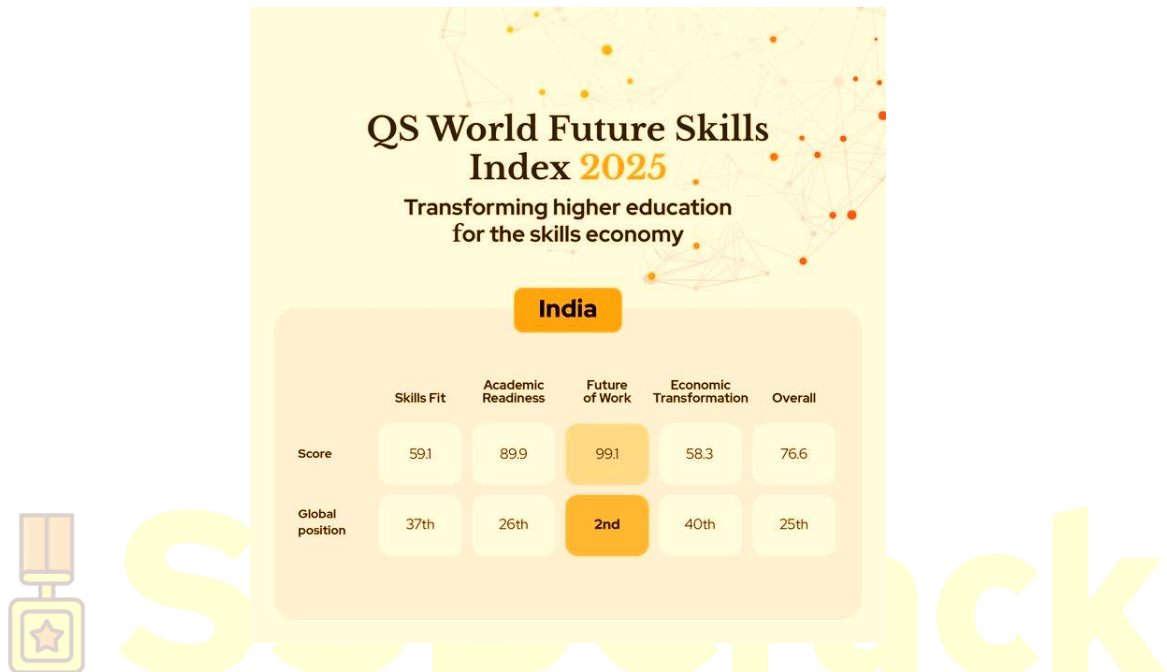 QS World Future Skills
Index 2025
Transforming higher education
for the skills economy
India
Skills Fit
Academic
Readiness
Future
of Work
Economic
Transformation
Overall
Score
59.1
89.9
99.1
58.3
76.6
Global
position
37th
26th
2nd
40th
25th